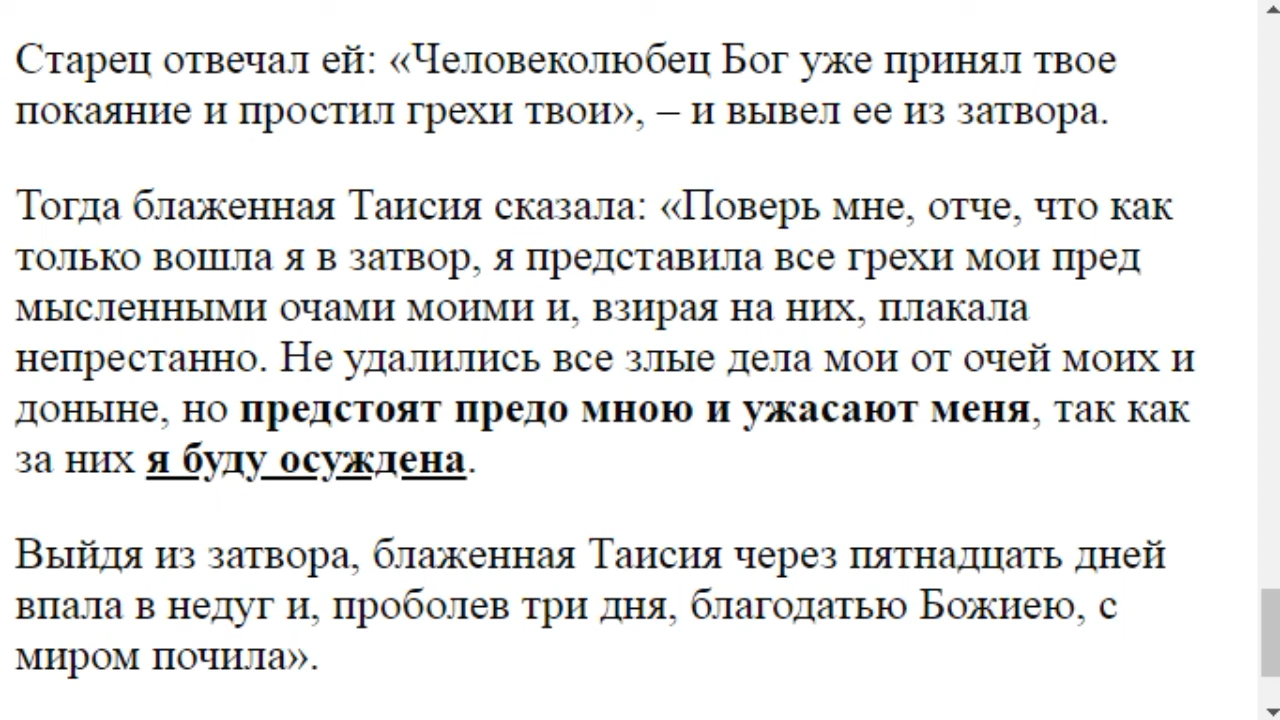 Старец отвечал ей: «Человеколюбец Бог уже принял твое
покаяние и простил грехи твои», – и вывел ее из затвора.
Тогда блаженная Таисия сказала: «Поверь мне, отче, что как
только вошла я в затвор, я представила все грехи мои пред
мысленными очами моими и, взирая на них, плакала
непрестанно. Не удалились все злые дела мои от очей моих и
доныне, но предстоят предо мною и ужасают меня, так как
за них я буду осуждена.
Выйдя из затвора, блаженная Таисия через пятнадцать дней
впала в недуг и, проболев три дня, благодатью Божиею, с
миром почила».